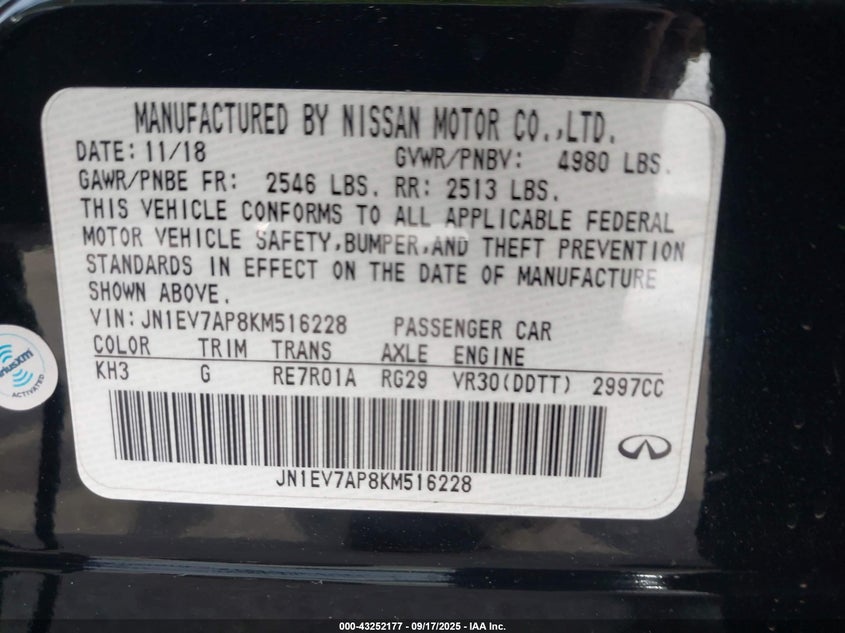 MANUFACTURED BY NISSAN MOTOR CO.,LTD.
DATE: 11/18 GVWR/PNBV: 4980 LBS.
GAWR/PNBE FR: 2546 LBS. RR: 2513 LBS.
THIS VEHICLE CONFORMS TO ALL APPLICABLE FEDERAL
MOTOR VEHICLE SAFETY,BUMPER,AND THEFT PREVENTION
STANDARDS IN EFFECT ON THE DATE OF MANUFACTURE
SHOWN ABOVE.
VIN: JN1EV7AP8KM516228 PASSENGER CAR
COLOR TRIM TRANS AXLE ENGINE
KH3 G RE7R01A RG29 VR30(DDTT) 2997CC
JN1EV7AP8KM516228
ACTIVATED
000-43252177 - 09/17/2025 - IAA Inc.